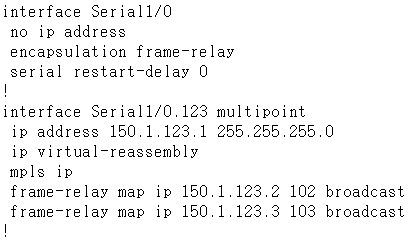 interface Serial1/0
 no ip address
 encapsulation frame-relay
 serial restart-delay 0
!
interface Serial1/0.123 multipoint
 ip address 150.1.123.1 255.255.255.0
 ip virtual-reassembly
 mpls ip
 frame-relay map ip 150.1.123.2 102 broadcast
 frame-relay map ip 150.1.123.3 103 broadcast
!